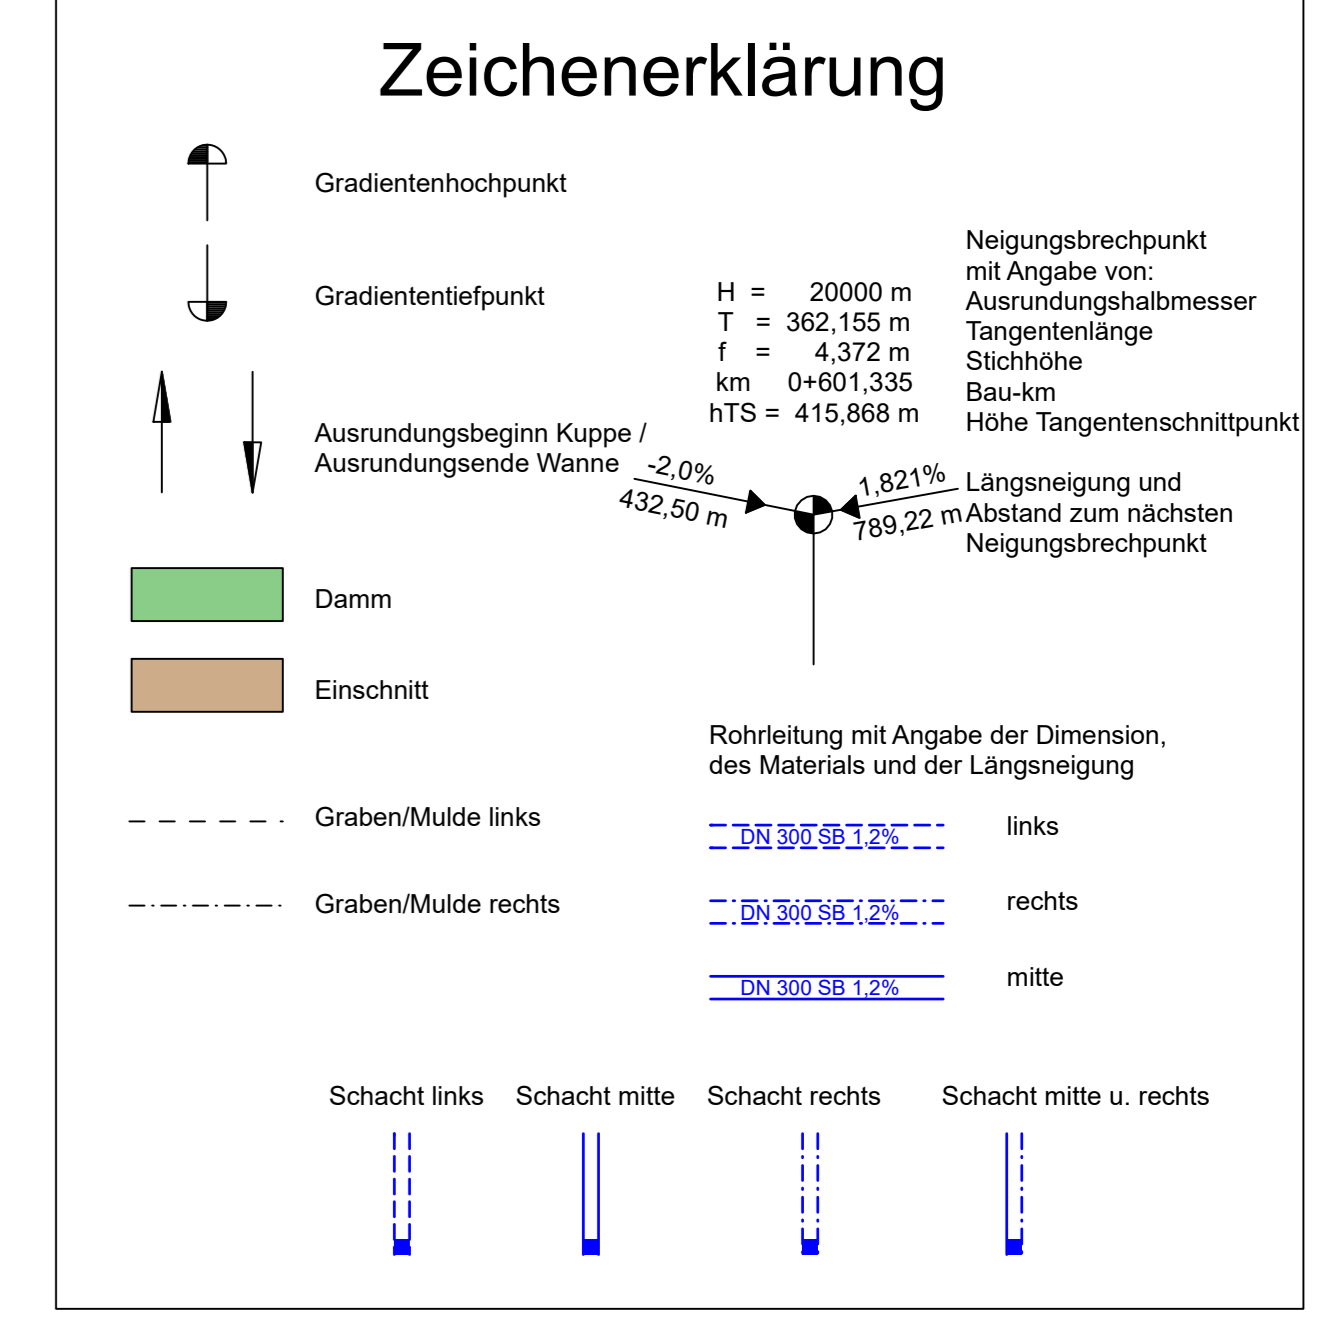 Zeichenerklärung
Gradientenhochpunkt
Gradiententiefpunkt
Ausrundungsbeginn Kuppe /
Ausrundungsende Wanne
Damm
Einschnitt
Graben/Mulde links
Graben/Mulde rechts
H = 20000 m
T = 362,155 m
f = 4,372 m
km 0+601,335
hTS = 415,868 m
Neigungsbrechpunkt
mit Angabe von:
Ausrundungshalbmesser
Tangentenlänge
Stichhöhe
Bau-km
Höhe Tangentenschnittpunkt
-2,0%
432,50 m
1,821%
789,22 m
Längsneigung und
Abstand zum nächsten
Neigungsbrechpunkt
Rohrleitung mit Angabe der Dimension,
des Materials und der Längsneigung
DN 300 SB 1,2% links
DN 300 SB 1,2% rechts
DN 300 SB 1,2% mitte
Schacht links Schacht mitte Schacht rechts Schacht mitte u. rechts